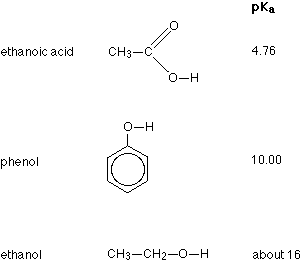 pKa
ethanoic acid
O
CH3—C
O—H
4.76
O—H
phenol
10.00
ethanol
CH3—CH2—O—H
about 16